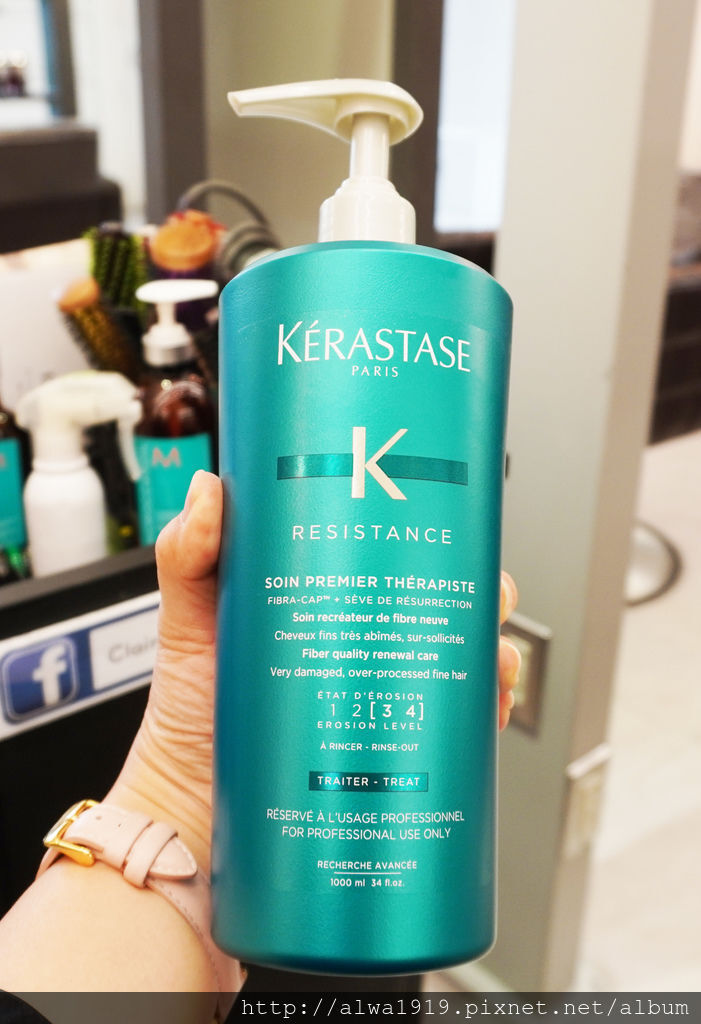 KÉRASTASE
PARIS
K
RESISTANCE
SOIN PREMIER THÉRAPISTE
FIBRA-CAP™ + SÈVE DE RÉSURRECTION
Soin recréateur de fibre neuve
Cheveux fins très abîmés, sur-sollicités
Fiber quality renewal care
Very damaged, over-processed fine hair
ÉTAT D'ÉROSION
1 2 [3 4]
EROSION LEVEL
À RINCER - RINSE-OUT
TRAITER - TREAT
RÉSERVÉ À L'USAGE PROFESSIONNEL
FOR PROFESSIONAL USE ONLY
RECHERCHE AVANCÉE
1000 ml 34 fl.oz.
M
f
Clai
http://alwa1919.pixnet.net/album